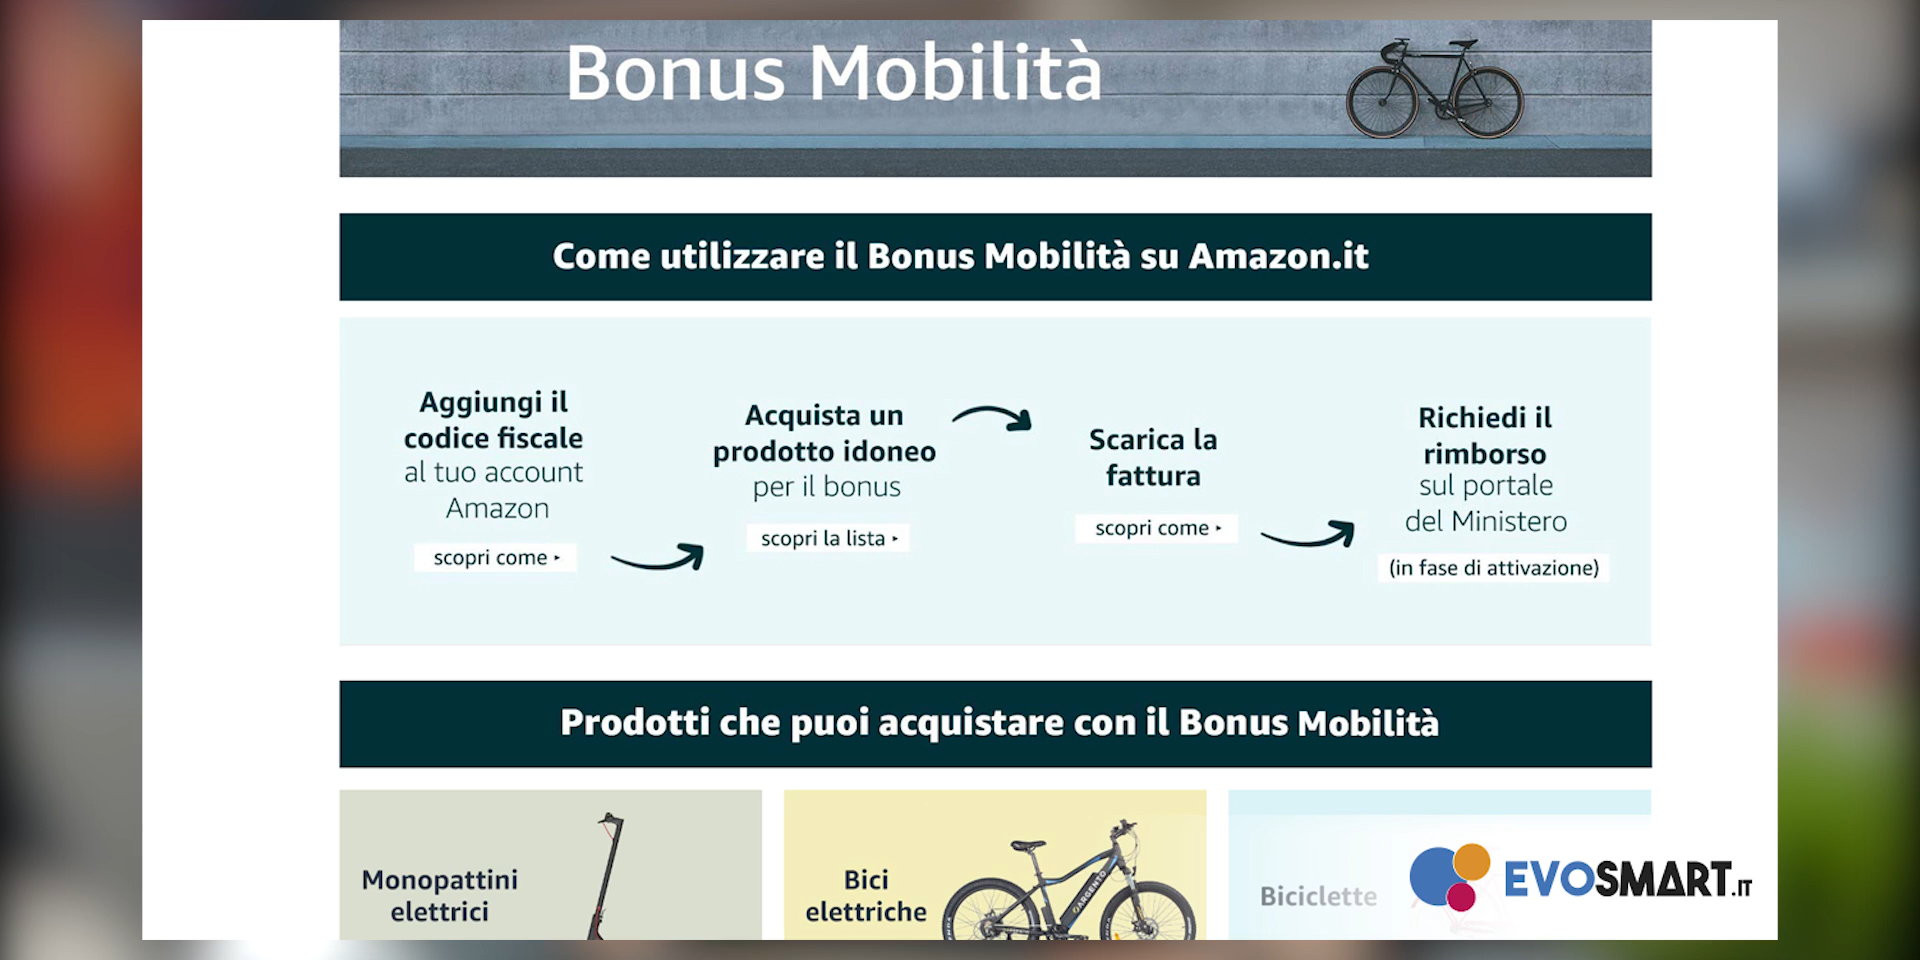 Bonus Mobilità
Come utilizzare il Bonus Mobilità su Amazon.it
Aggiungi il
codice fiscale
al tuo account
Amazon
scopri come ▸
Acquista un
prodotto idoneo
per il bonus
scopri la lista ▸
Scarica la
fattura
scopri come ▸
Richiedi il
rimborso
sul portale
del Ministero
(in fase di attivazione)
Prodotti che puoi acquistare con il Bonus Mobilità
Monopattini
elettrici
Bici
elettriche
ARGENTO
Biciclette
EVOSMART.IT